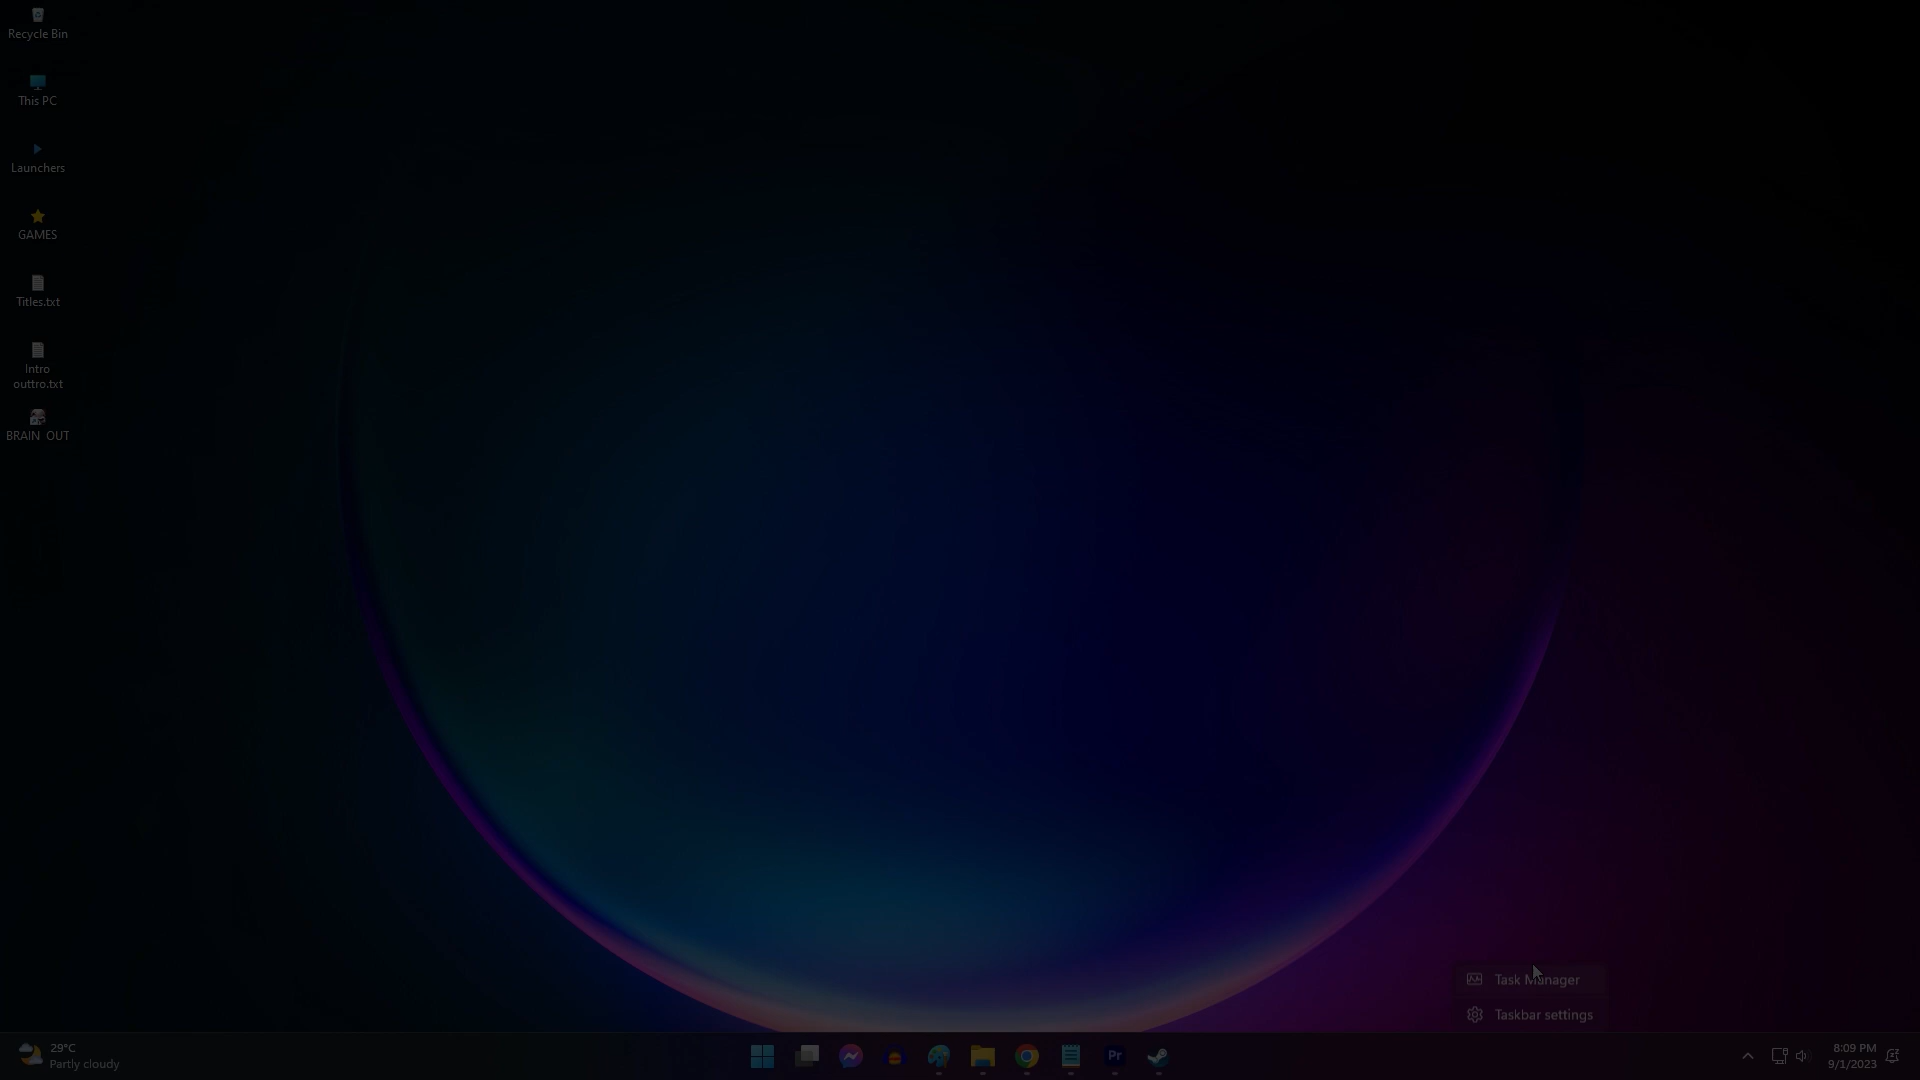 Recycle Bin
This PC
Launchers
GAMES
Titles.txt
Intro
outtro.txt
BRAIN OUT
Task Manager
Taskbar settings
29°C
Partly cloudy
Pr
8:09 PM
9/1/2023